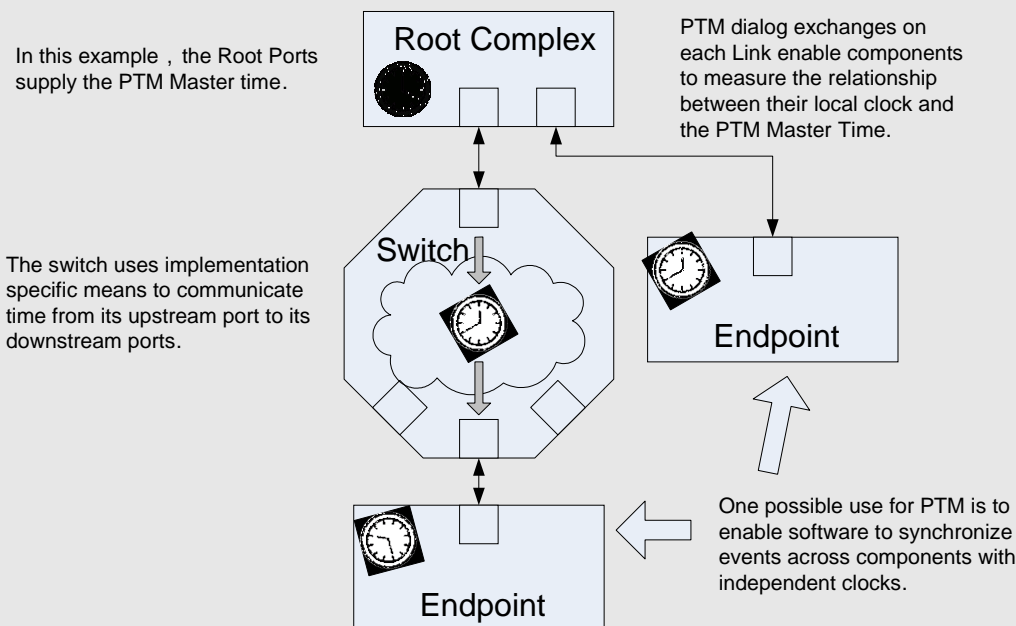 In this example , the Root Ports
supply the PTM Master time.
Root Complex
PTM dialog exchanges on
each Link enable components
to measure the relationship
between their local clock and
the PTM Master Time.
Switch
The switch uses implementation
specific means to communicate
time from its upstream port to its
downstream ports.
Endpoint
One possible use for PTM is to
enable software to synchronize
events across components with
independent clocks.
Endpoint